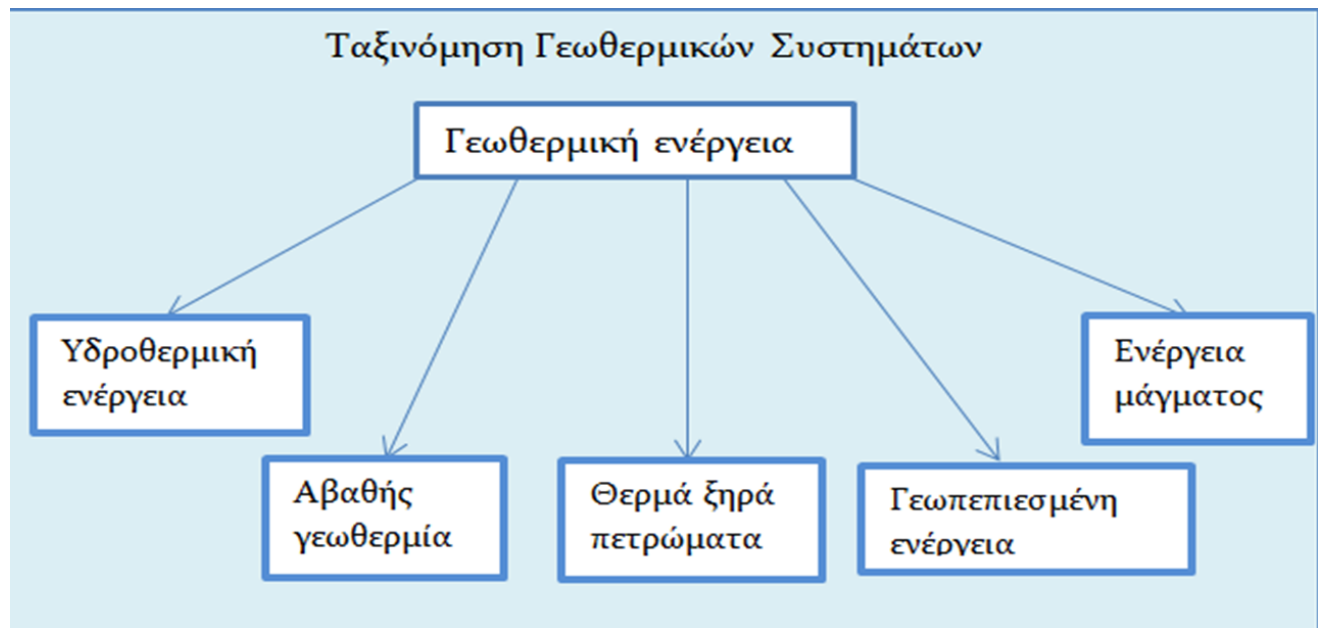 Ταξινόμηση Γεωθερμικών Συστημάτων
Γεωθερμική ενέργεια
Υδροθερμική
ενέργεια
Αβαθής
γεωθερμία
Θερμά ξηρά
πετρώματα
Γεωπεπιεσμένη
ενέργεια
Ενέργεια
μάγματος